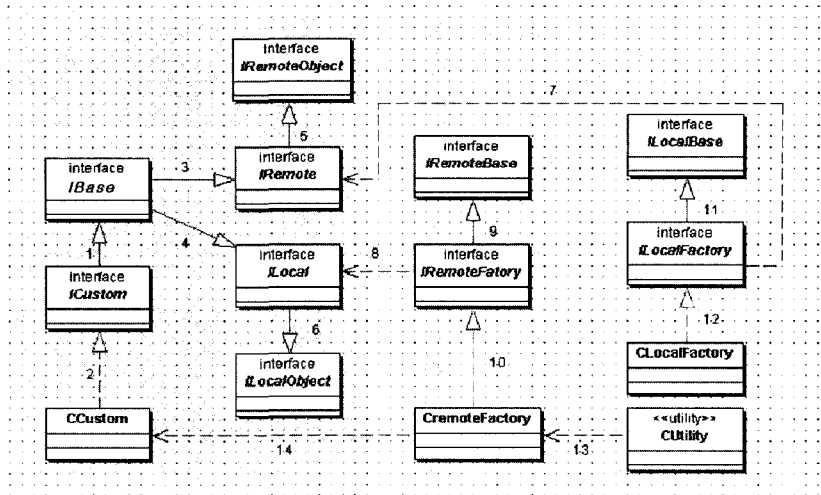 interface
IRemoteObject
7
5
interface
IRemoteBase
interface
ILocalBase
interface
IBase
3
interface
IRemote
4
9
11
1
interface
ILocal
8
interface
IRemoteFatory
interface
ILocalFactory
interface
ICustom
6
12
2
interface
ILocalObject
10
CLocalFactory
CCustom
CremoteFactory
<<utility>>
CUtility
14
13